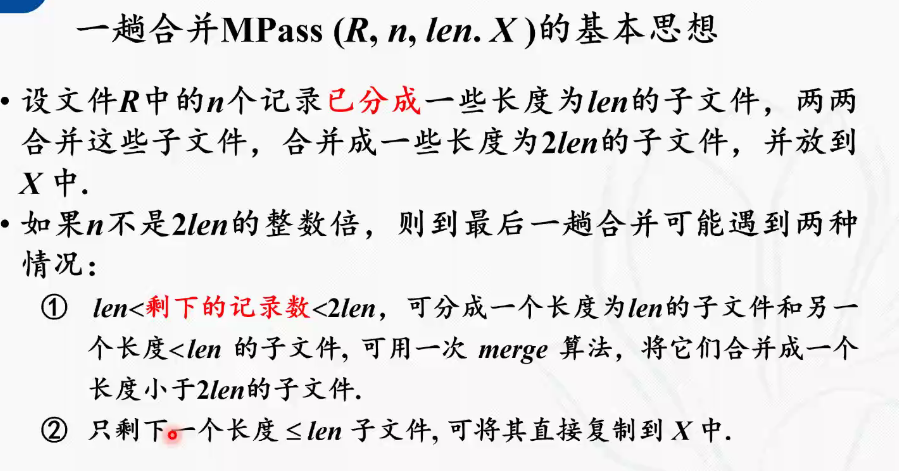 一趟合并MPass (R, n, len. X )的基本思想
• 设文件R中的n个记录已分成一些长度为len的子文件，两两
合并这些子文件，合并成一些长度为2len的子文件，并放到
X 中.
• 如果n不是2len的整数倍，则到最后一趟合并可能遇到两种
情况：
① len<剩下的记录数<2len，可分成一个长度为len的子文件和另一
个长度<len 的子文件, 可用一次 merge 算法，将它们合并成一个
长度小于2len的子文件.
② 只剩下一个长度 ≤ len 子文件, 可将其直接复制到 X 中.